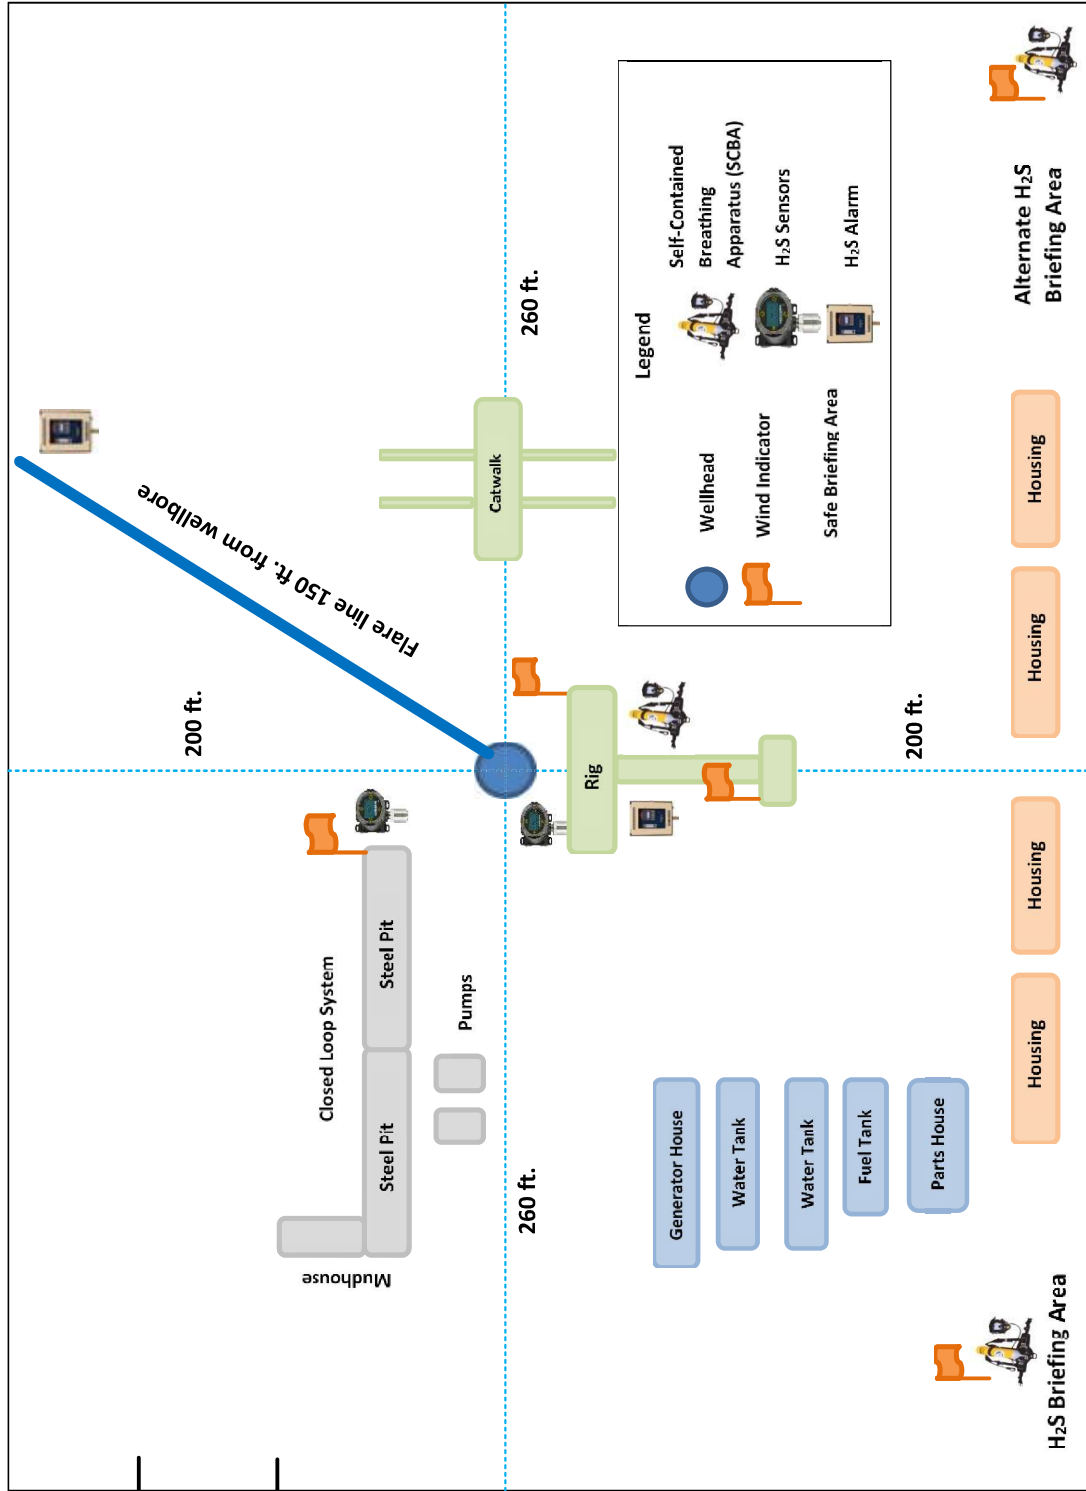 200 ft.
Flare line 150 ft. from wellbore
Closed Loop System
Mudhouse
Steel Pit
Steel Pit
Pumps
260 ft.
260 ft.
Catwalk
Rig
Generator House
Water Tank
Water Tank
Fuel Tank
Parts House
200 ft.
Legend
Wellhead
Wind Indicator
Safe Briefing Area
Self-Contained
Breathing
Apparatus (SCBA)
H₂S Sensors
H₂S Alarm
Housing
Housing
Housing
Housing
H₂S Briefing Area
Alternate H₂S
Briefing Area